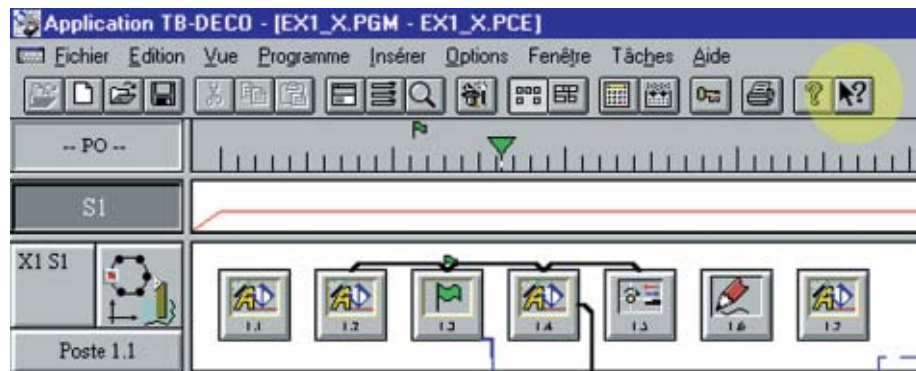 Application TB-DECO - [EX1_X.PGM - EX1_X.PCE]
Fichier Edition Vue Programme Insérer Options Fenêtre Tâches Aide
-- PO --
S1
X1 S1
1.1 1.2 1.3 1.4 1.5 1.6 1.7
Poste 1.1